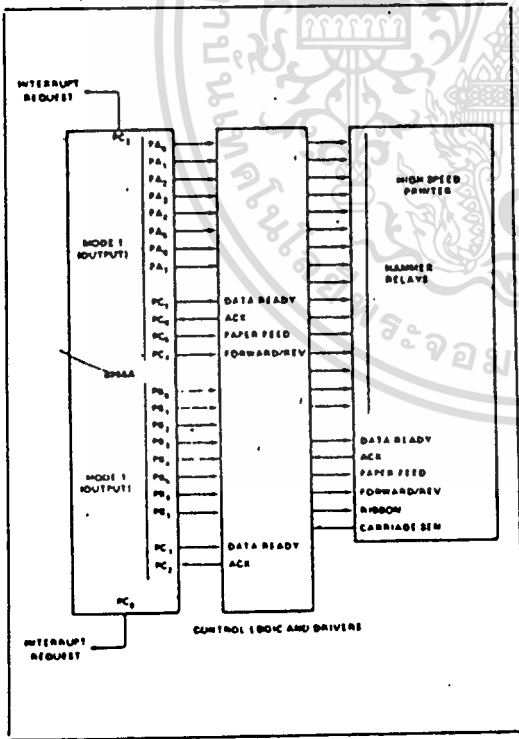 INTERRUPT
REQUEST
PC3
PA0
PA1
PA2
PA3
PA4
PA5
PA6
PA7
MODE 1
(OUTPUT)
PC7
PC6
PC5
PC4
PB0
PB1
PB2
PB3
PB4
PB5
PB6
PB7
MODE 1
(OUTPUT)
PC1
PC2
PC0
INTERRUPT
REQUEST
DATA READY
ACK
PAPER FEED
FORWARD/REV
DATA READY
ACK
CONTROL LOGIC AND DRIVERS
HIGH SPEED
PRINTER
HAMMER
RELAYS
DATA READY
ACK
PAPER FEED
FORWARD/REV
RIBBON
CARRIAGE SEN